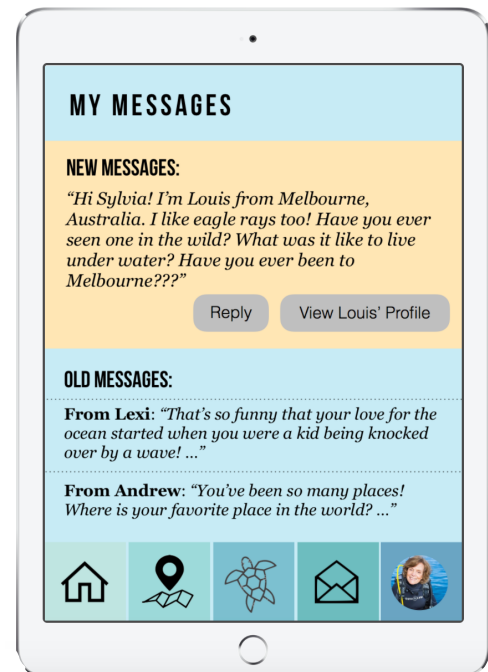 MY MESSAGES
NEW MESSAGES:
“Hi Sylvia! I’m Louis from Melbourne,
Australia. I like eagle rays too! Have you ever
seen one in the wild? What was it like to live
under water? Have you ever been to
Melbourne???”
Reply
View Louis’ Profile
OLD MESSAGES:
From Lexi: “That’s so funny that your love for the
ocean started when you were a kid being knocked
over by a wave! ...”
From Andrew: “You’ve been so many places!
Where is your favorite place in the world? ...”